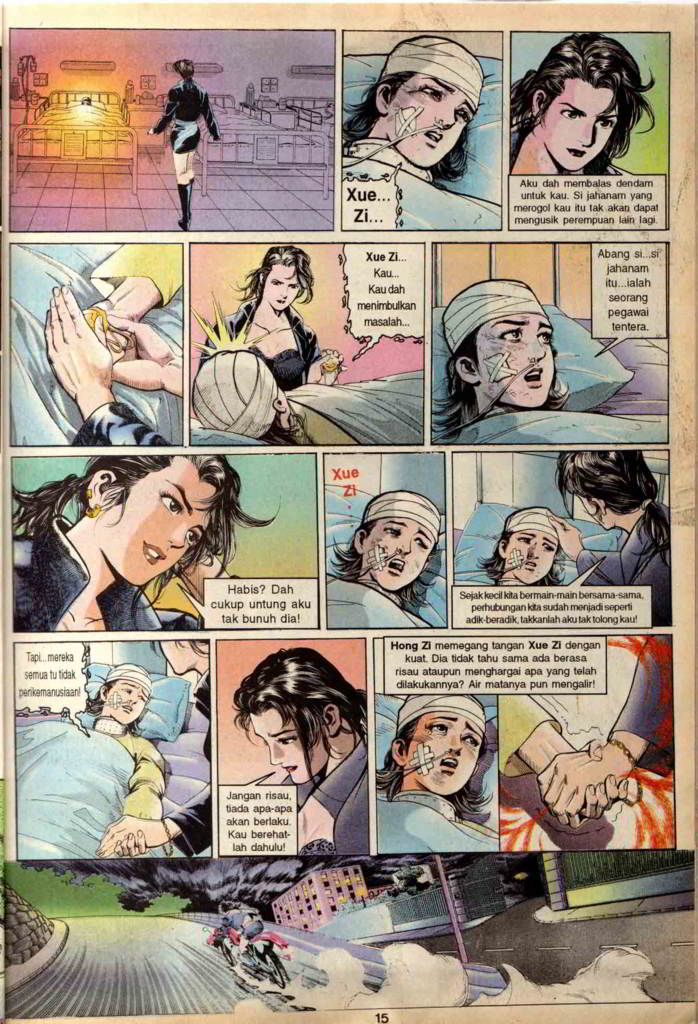 Xue...
Zi...
Aku dah membalas dendam
untuk kau. Si jahanam yang
merogol kau itu tak akan dapat
mengusik perempuan lain lagi.
Xue Zi...
Kau...
Kau dah
menimbulkan
masalah...
Abang si...si
jahanam
itu...ialah
seorang
pegawai
tentera.
Habis? Dah
cukup untung aku
tak bunuh dia!
Xue
Zi
Sejak kecil kita bermain-main bersama-sama,
perhubungan kita sudah menjadi seperti
adik-beradik, takkanlah aku tak tolong kau!
Tapi...mereka
semua tu tidak
perikemanusiaan!
Jangan risau,
tiada apa-apa
akan berlaku.
Kau berehat-
lah dahulu!
Hong Zi memegang tangan Xue Zi dengan
kuat. Dia tidak tahu sama ada berasa
risau ataupun menghargai apa yang telah
dilakukannya? Air matanya pun mengalir!
15